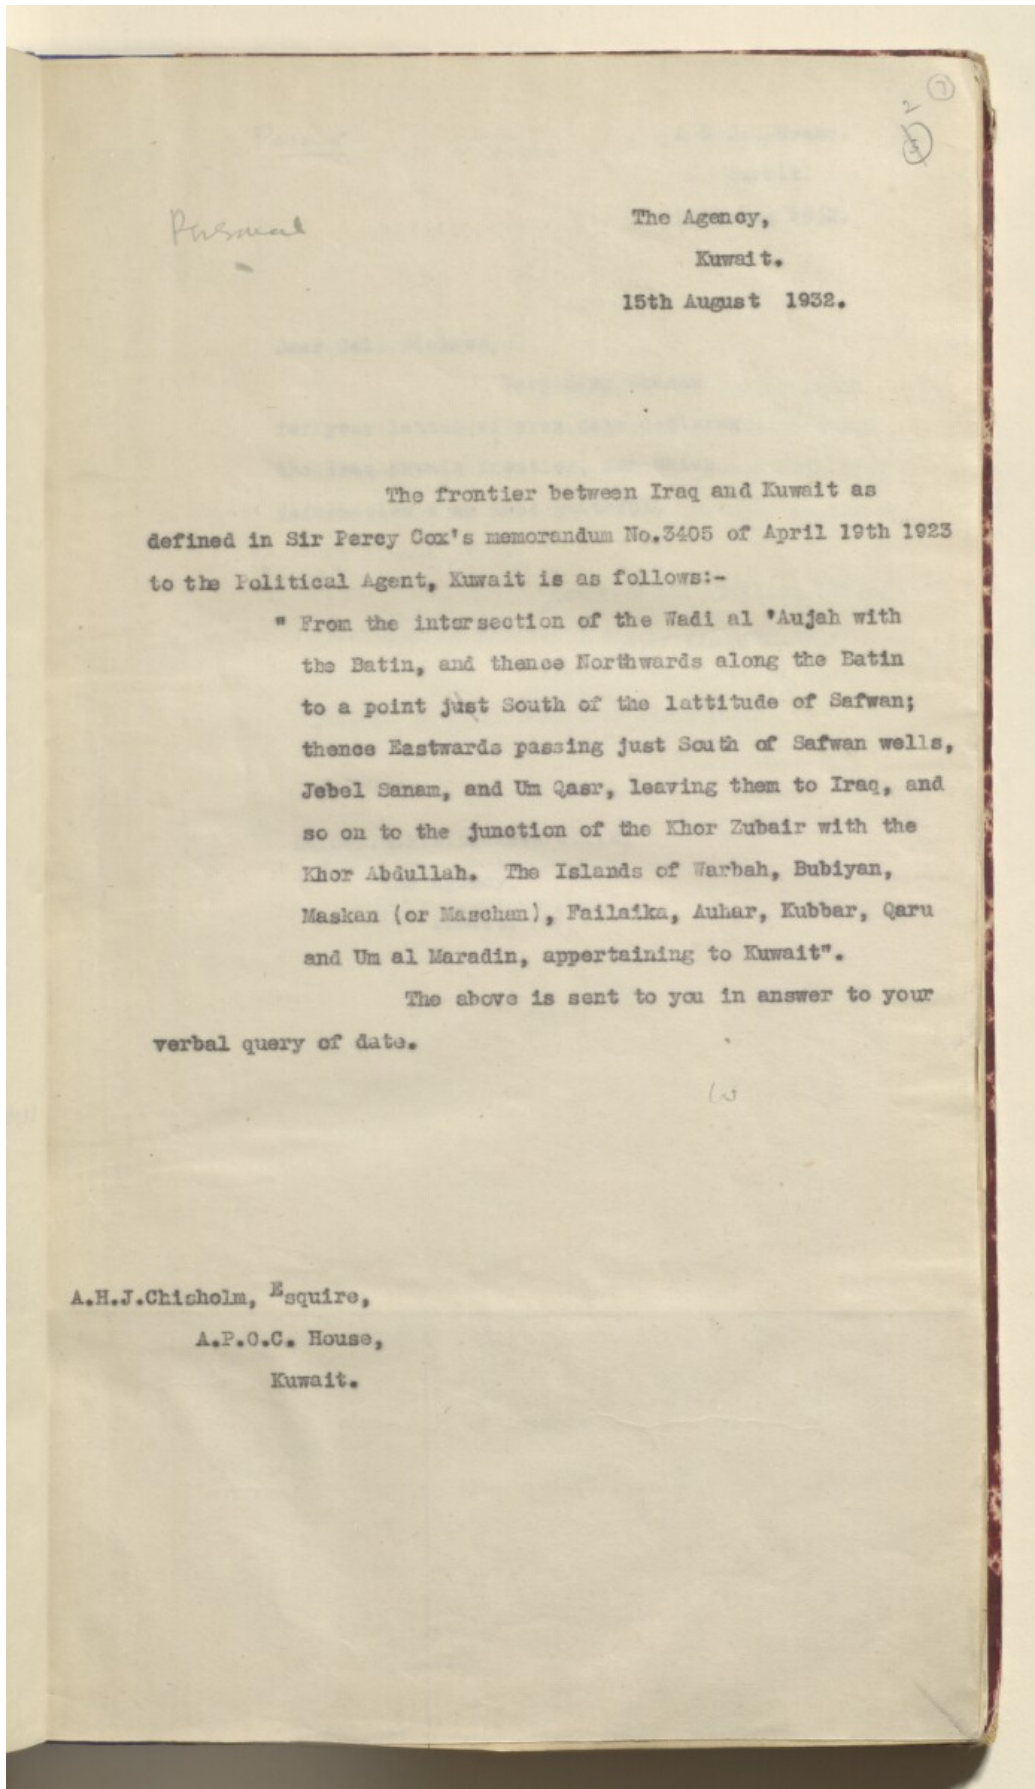 7
2
Personal
The Agency,
Kuwait.
15th August 1932.
The frontier between Iraq and Kuwait as
defined in Sir Percy Cox's memorandum No.3405 of April 19th 1923
to the Political Agent, Kuwait is as follows:-
" From the intersection of the Wadi al 'Aujah with
the Batin, and thence Northwards along the Batin
to a point just South of the lattitude of Safwan;
thence Eastwards passing just South of Safwan wells,
Jebel Sanam, and Um Qasr, leaving them to Iraq, and
so on to the junction of the Khor Zubair with the
Khor Abdullah. The Islands of Warbah, Bubiyan,
Maskan (or Maschan), Failaika, Auhar, Kubbar, Qaru
and Um al Maradin, appertaining to Kuwait".
The above is sent to you in answer to your
verbal query of date.
A.H.J.Chisholm, Esquire,
A.P.O.C. House,
Kuwait.